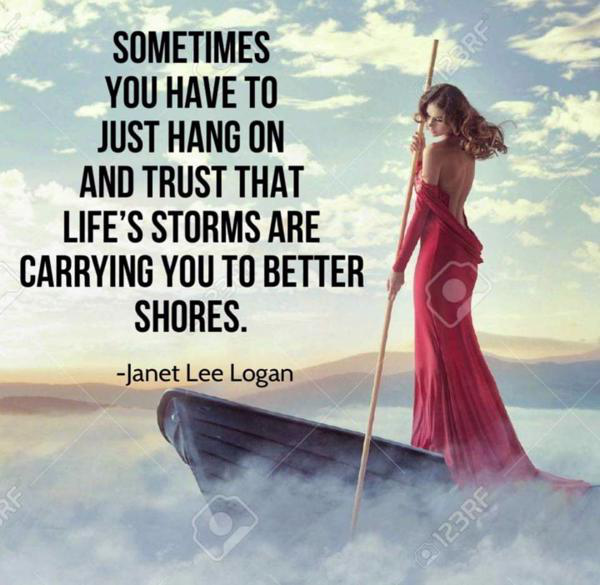 SOMETIMES
YOU HAVE TO
JUST HANG ON
AND TRUST THAT
LIFE'S STORMS ARE
CARRYING YOU TO BETTER
SHORES.
-Janet Lee Logan
123RF
123RF
123RF